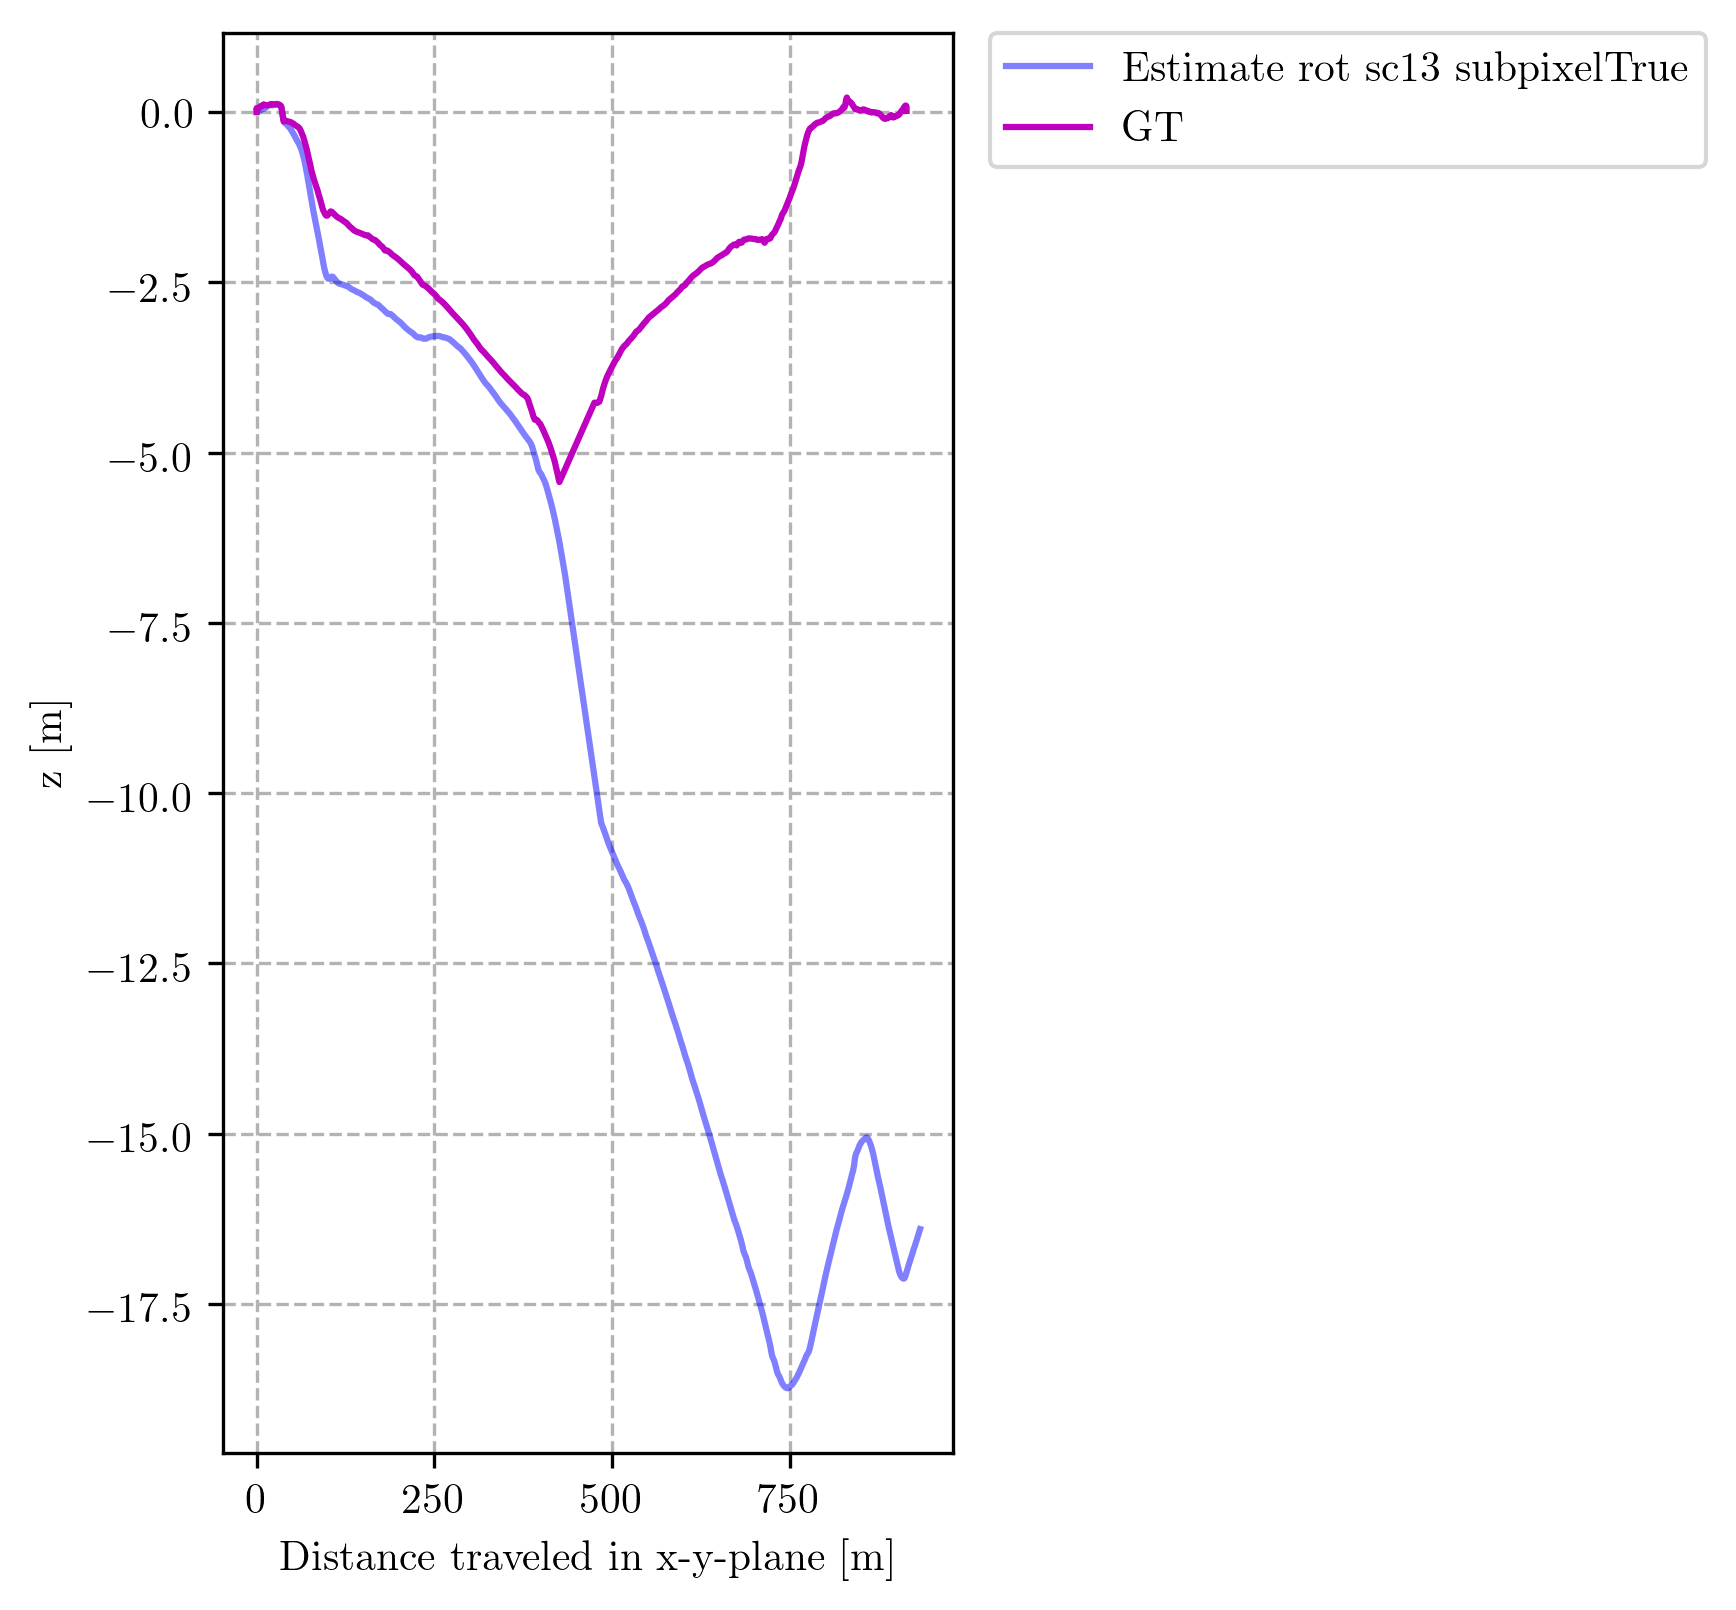 Estimate rot sc13 subpixelTrue
GT
0.0
−2.5
−5.0
−7.5
−10.0
−12.5
−15.0
−17.5
z [m]
0 250 500 750
Distance traveled in x-y-plane [m]